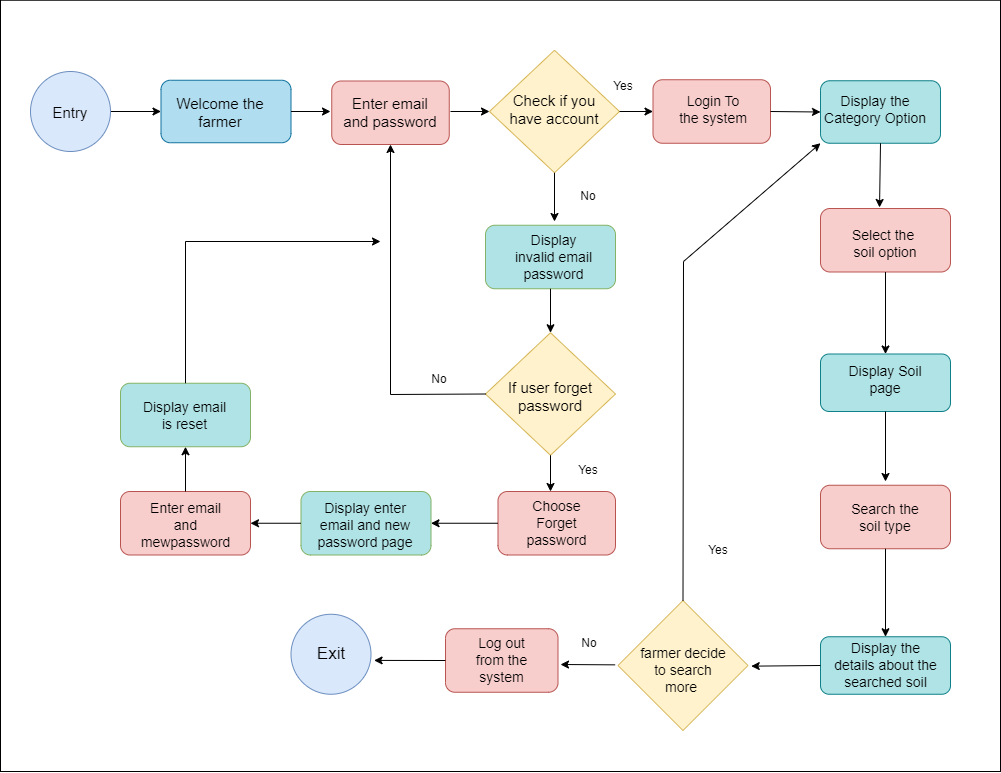 Entry
Welcome the
farmer
Enter email
and password
Check if you
have account
Yes
Login To
the system
Display the
Category Option
No
Display
invalid email
password
Select the
soil option
If user forget
password
No
Display Soil
page
Display email
is reset
Yes
Choose
Forget
password
Display enter
email and new
password page
Enter email
and
mewpassword
Search the
soil type
Yes
Display the
details about the
searched soil
farmer decide
to search
more
No
Log out
from the
system
Exit